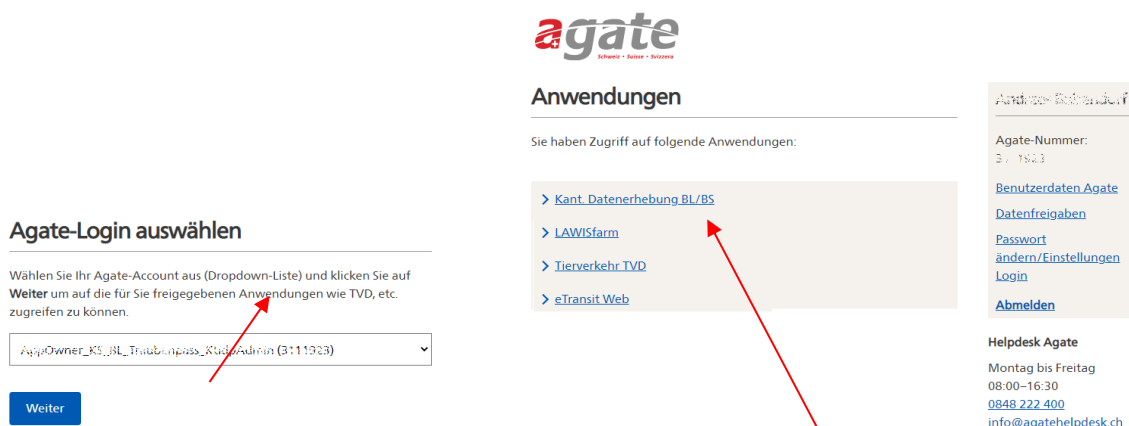 Agate-Login auswählen
Wählen Sie Ihr Agate-Account aus (Dropdown-Liste) und klicken Sie auf
Weiter um auf die für Sie freigegebenen Anwendungen wie TVD, etc.
zugreifen zu können.
(3111923)
Weiter
agate
Schweiz • Suisse • Svizzera
Anwendungen
Sie haben Zugriff auf folgende Anwendungen:
Kant. Datenerhebung BL/BS
LAWISfarm
Tierverkehr TVD
eTransit Web
Agate-Nummer:
Benutzerdaten Agate
Datenfreigaben
Passwort
ändern/Einstellungen
Login
Abmelden
Helpdesk Agate
Montag bis Freitag
08:00–16:30
0848 222 400
info@agatehelpdesk.ch